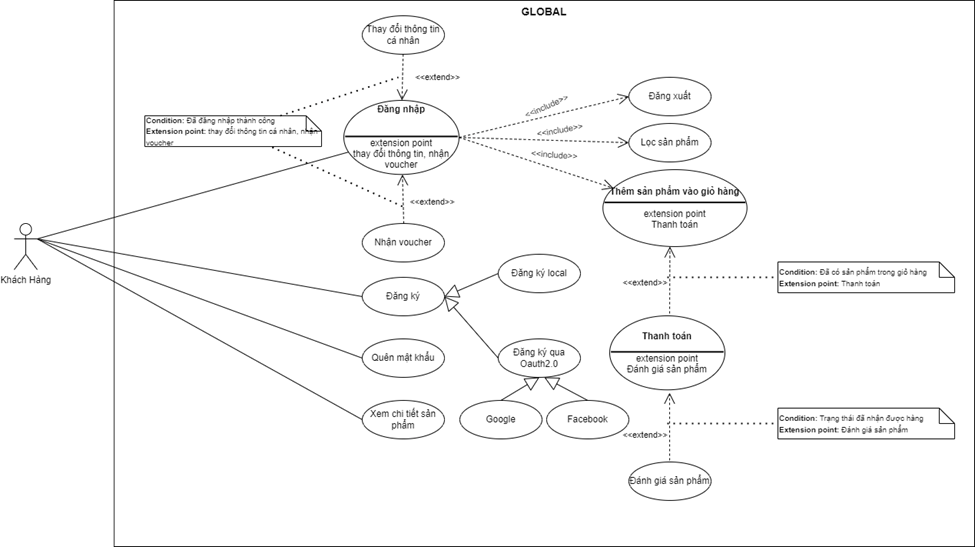 GLOBAL
Thay đổi thông tin
cá nhân
<<extend>>
Condition: Đã đăng nhập thành công
Extension point: thay đổi thông tin cá nhân, nhận
voucher
Đăng nhập
extension point
thay đổi thông tin, nhận
voucher
<<include>>
Đăng xuất
<<include>>
Lọc sản phẩm
<<include>>
Thêm sản phẩm vào giỏ hàng
extension point
Thanh toán
<<extend>>
Nhận voucher
Khách Hàng
Đăng ký
Đăng ký local
<<extend>>
Condition: Đã có sản phẩm trong giỏ hàng
Extension point: Thanh toán
Quên mật khẩu
Đăng ký qua
Oauth2.0
Thanh toán
extension point
Đánh giá sản phẩm
Xem chi tiết sản
phẩm
Google
Facebook
<<extend>>
Condition: Trạng thái đã nhận được hàng
Extension point: Đánh giá sản phẩm
Đánh giá sản phẩm